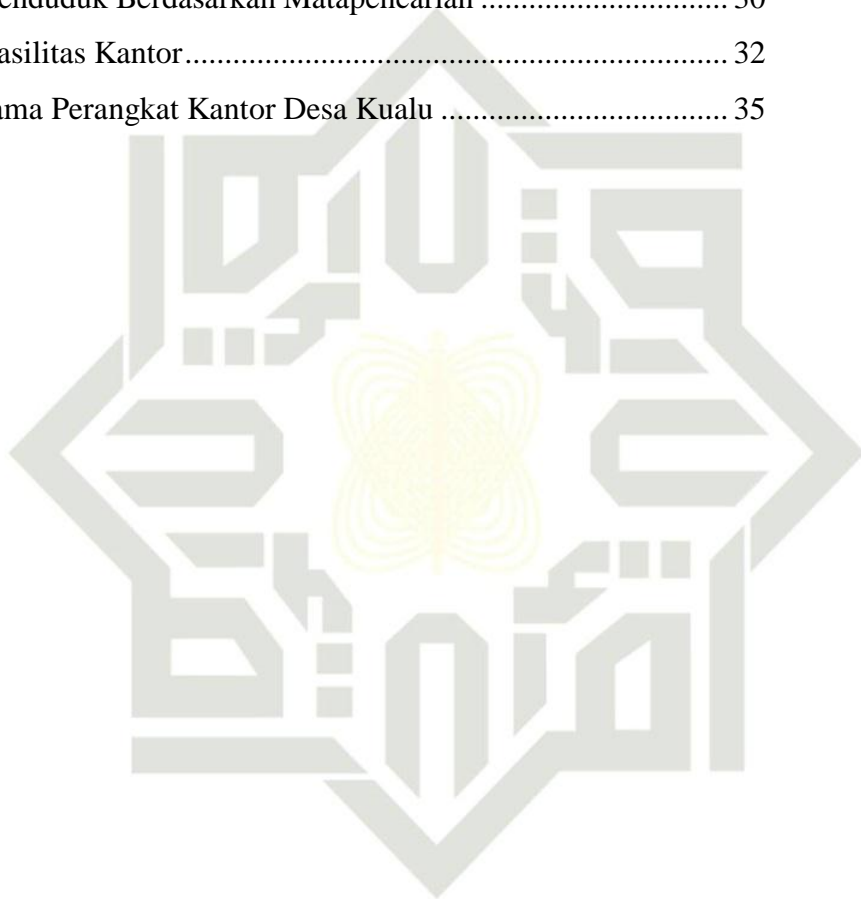 enduduk Berdasarkan Matapencarian ............................... 30
asilitas Kantor.................................................................... 32
ama Perangkat Kantor Desa Kualu .................................... 35